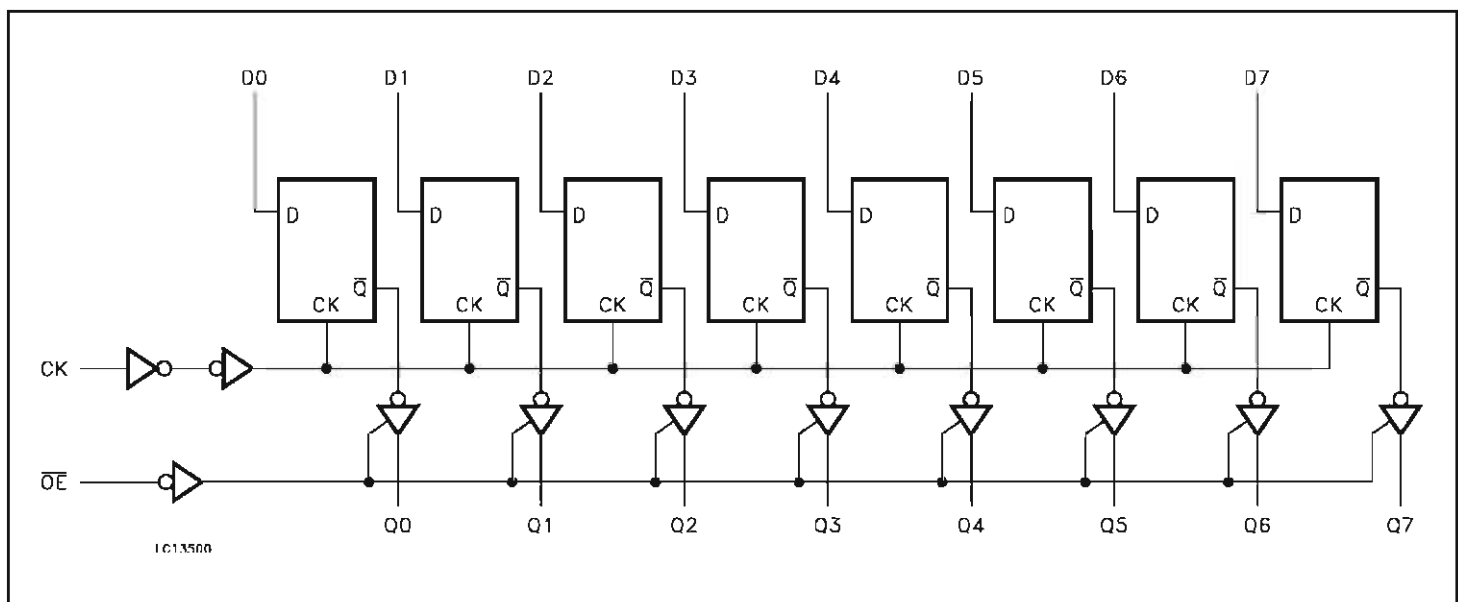 D0 D1 D2 D3 D4 D5 D6 D7
D D D D D D D D
Q̅ Q̅ Q̅ Q̅ Q̅ Q̅ Q̅ Q̅
CK CK CK CK CK CK CK CK
CK
O̅E̅
Q0 Q1 Q2 Q3 Q4 Q5 Q6 Q7
LC13500